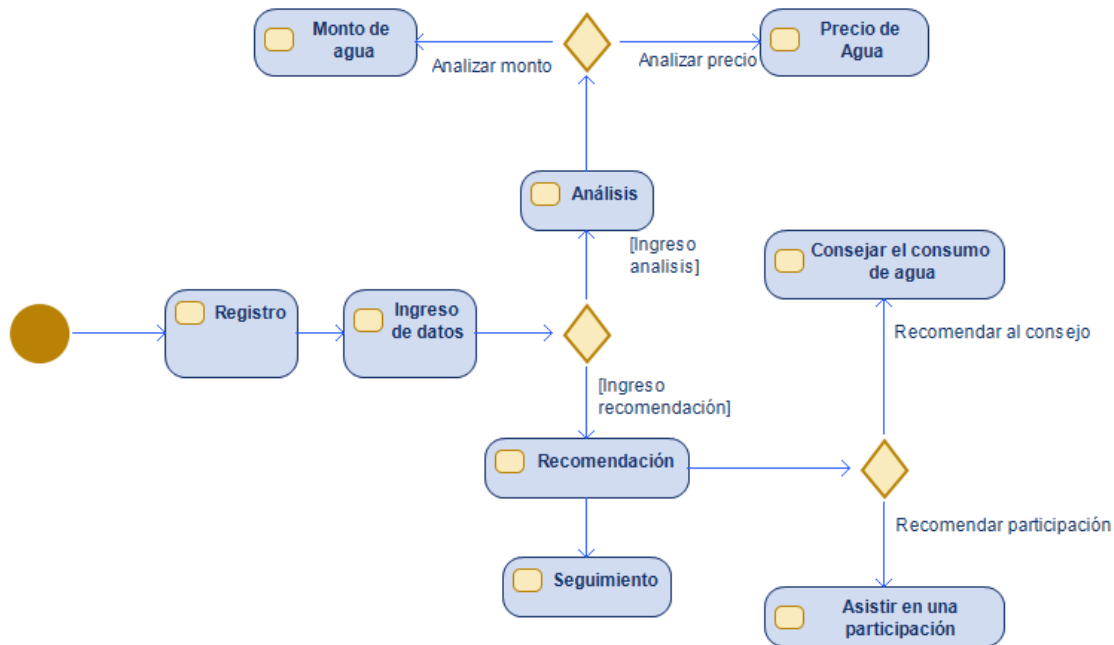 Monto de
agua
Analizar monto
Analizar precio
Precio de
Agua
Análisis
[Ingreso
analisis]
Consejar el consumo
de agua
Registro
Ingreso
de datos
Recomendar al consejo
[Ingreso
recomendación]
Recomendación
Recomendar participación
Seguimiento
Asistir en una
participación